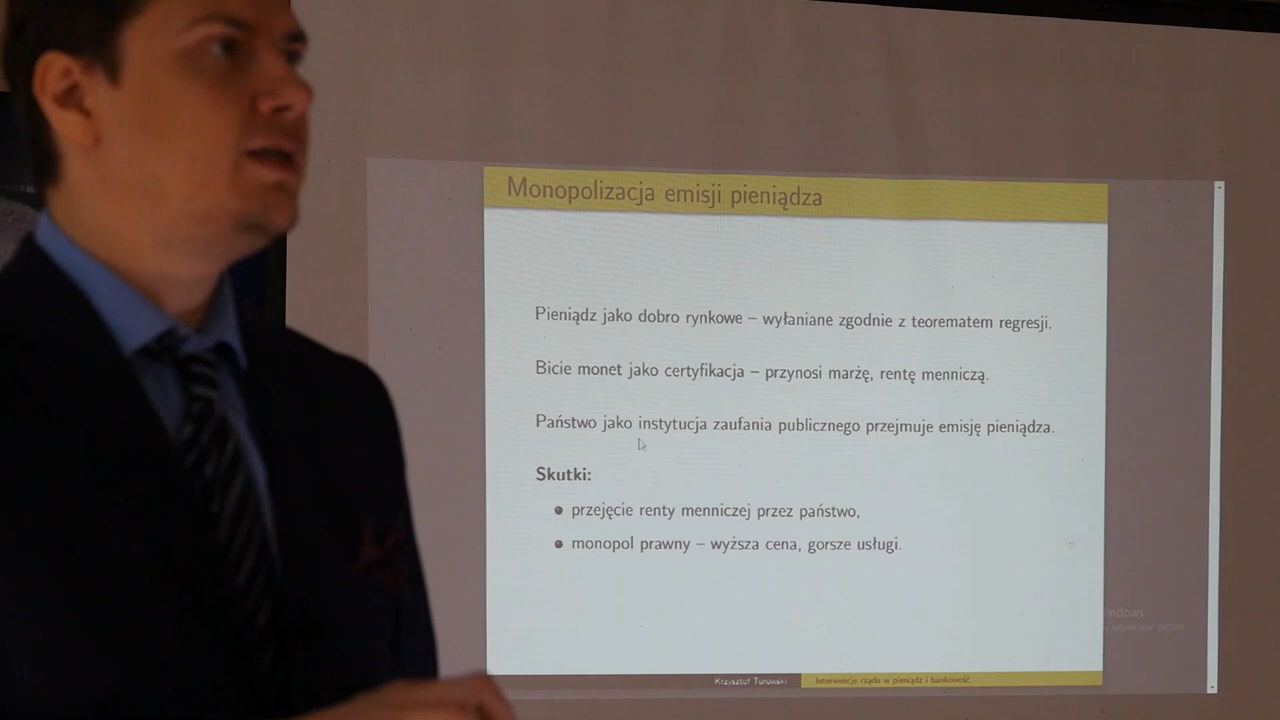 Monopolizacja emisji pieniądza
Pieniądz jako dobro rynkowe – wyłaniane zgodnie z teorematem regresji.
Bicie monet jako certyfikacja – przynosi marżę, rentę menniczą.
Państwo jako instytucja zaufania publicznego przejmuje emisję pieniądza.
Skutki:
przejęcie renty menniczej przez państwo,
monopol prawny – wyższa cena, gorsze usługi.
Krzysztof Turowski
Interwencje rządu w pieniądz i bankowość